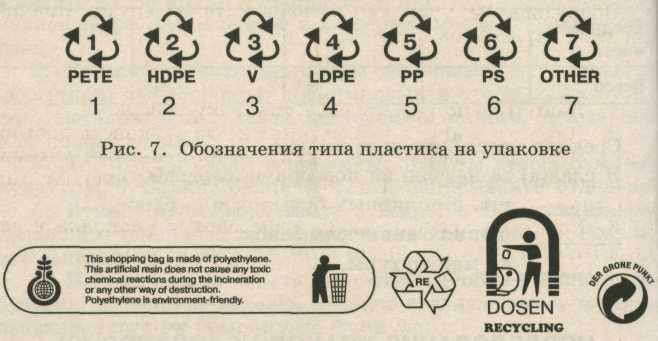 1 2 3 4 5 6 7
PETE HDPE V LDPE PP PS OTHER
1 2 3 4 5 6 7
Рис. 7. Обозначения типа пластика на упаковке
This shopping bag is made of polyethylene.
This artificial resin does not cause any toxic
chemical reactions during the incineration
or any other way of destruction.
Polyethylene is environment-friendly.
RE
DOSEN
RECYCLING
DER GRÖNE PUNKT